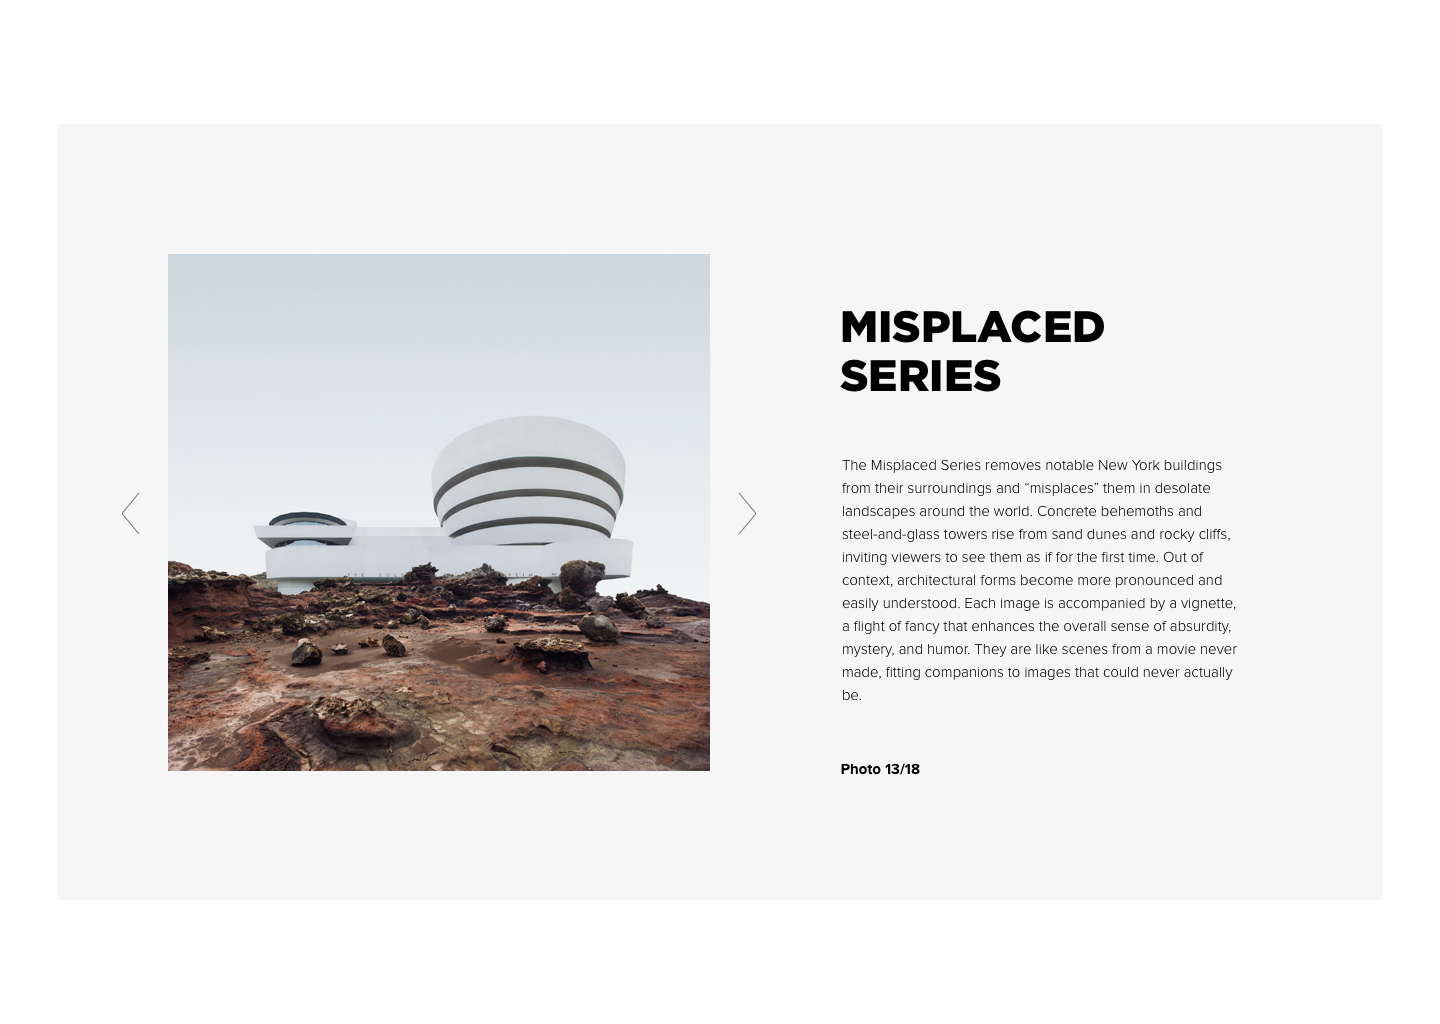 MISPLACED
SERIES
The Misplaced Series removes notable New York buildings
from their surroundings and “misplaces” them in desolate
landscapes around the world. Concrete behemoths and
steel-and-glass towers rise from sand dunes and rocky cliffs,
inviting viewers to see them as if for the first time. Out of
context, architectural forms become more pronounced and
easily understood. Each image is accompanied by a vignette,
a flight of fancy that enhances the overall sense of absurdity,
mystery, and humor. They are like scenes from a movie never
made, fitting companions to images that could never actually
be.
Photo 13/18